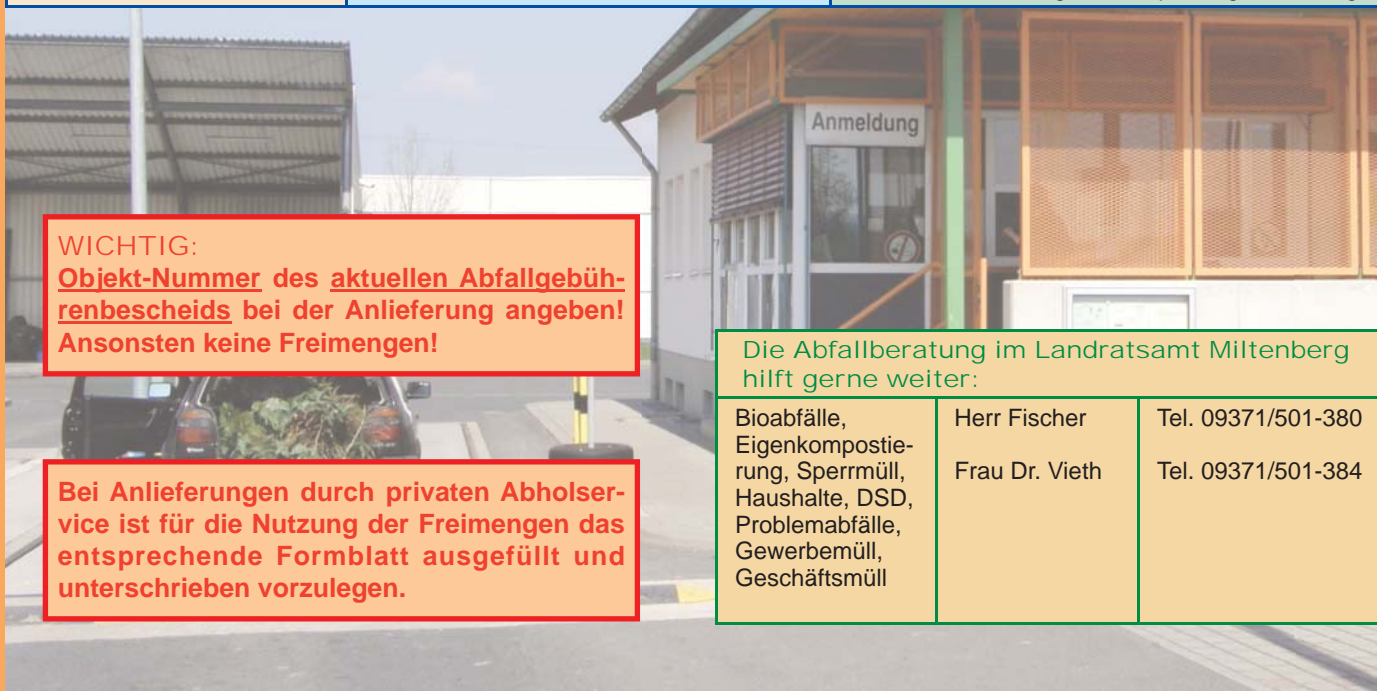 Anmeldung
WICHTIG:
Objekt-Nummer des aktuellen Abfallgebüh-
renbescheids bei der Anlieferung angeben!
Ansonsten keine Freimengen!
Bei Anlieferungen durch privaten Abholser-
vice ist für die Nutzung der Freimengen das
entsprechende Formblatt ausgefüllt und
unterschrieben vorzulegen.
Die Abfallberatung im Landratsamt Miltenberg
hilft gerne weiter:
Bioabfälle,
Eigenkompostie-
rung, Sperrmüll,
Haushalte, DSD,
Problemabfälle,
Gewerbemüll,
Geschäftsmüll
Herr Fischer
Frau Dr. Vieth
Tel. 09371/501-380
Tel. 09371/501-384